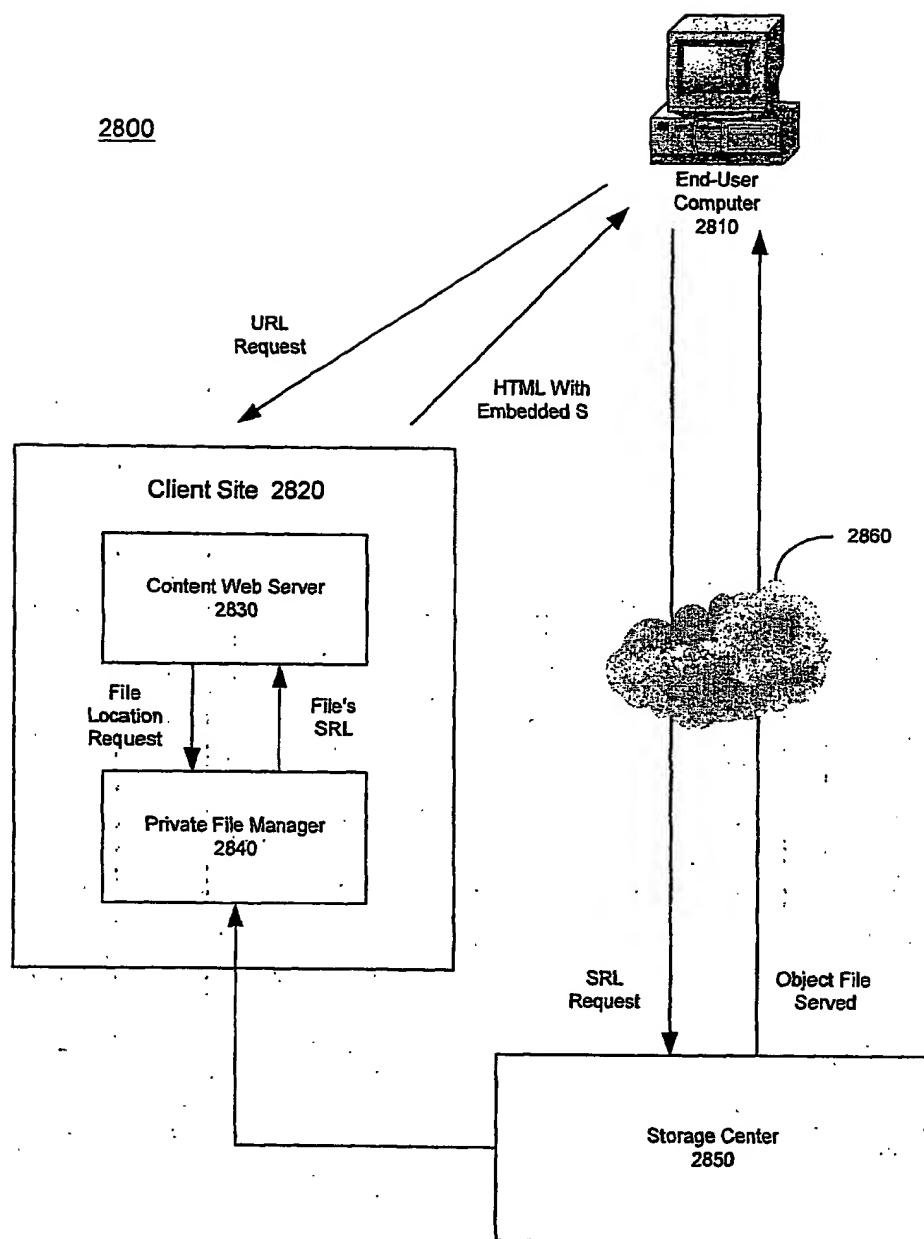 2800
End-User
Computer
2810
URL
Request
HTML With
Embedded S
Client Site 2820
Content Web Server
2830
2860
File
Location
Request
File's
SRL
Private File Manager
2840
SRL
Request
Object File
Served
Storage Center
2850